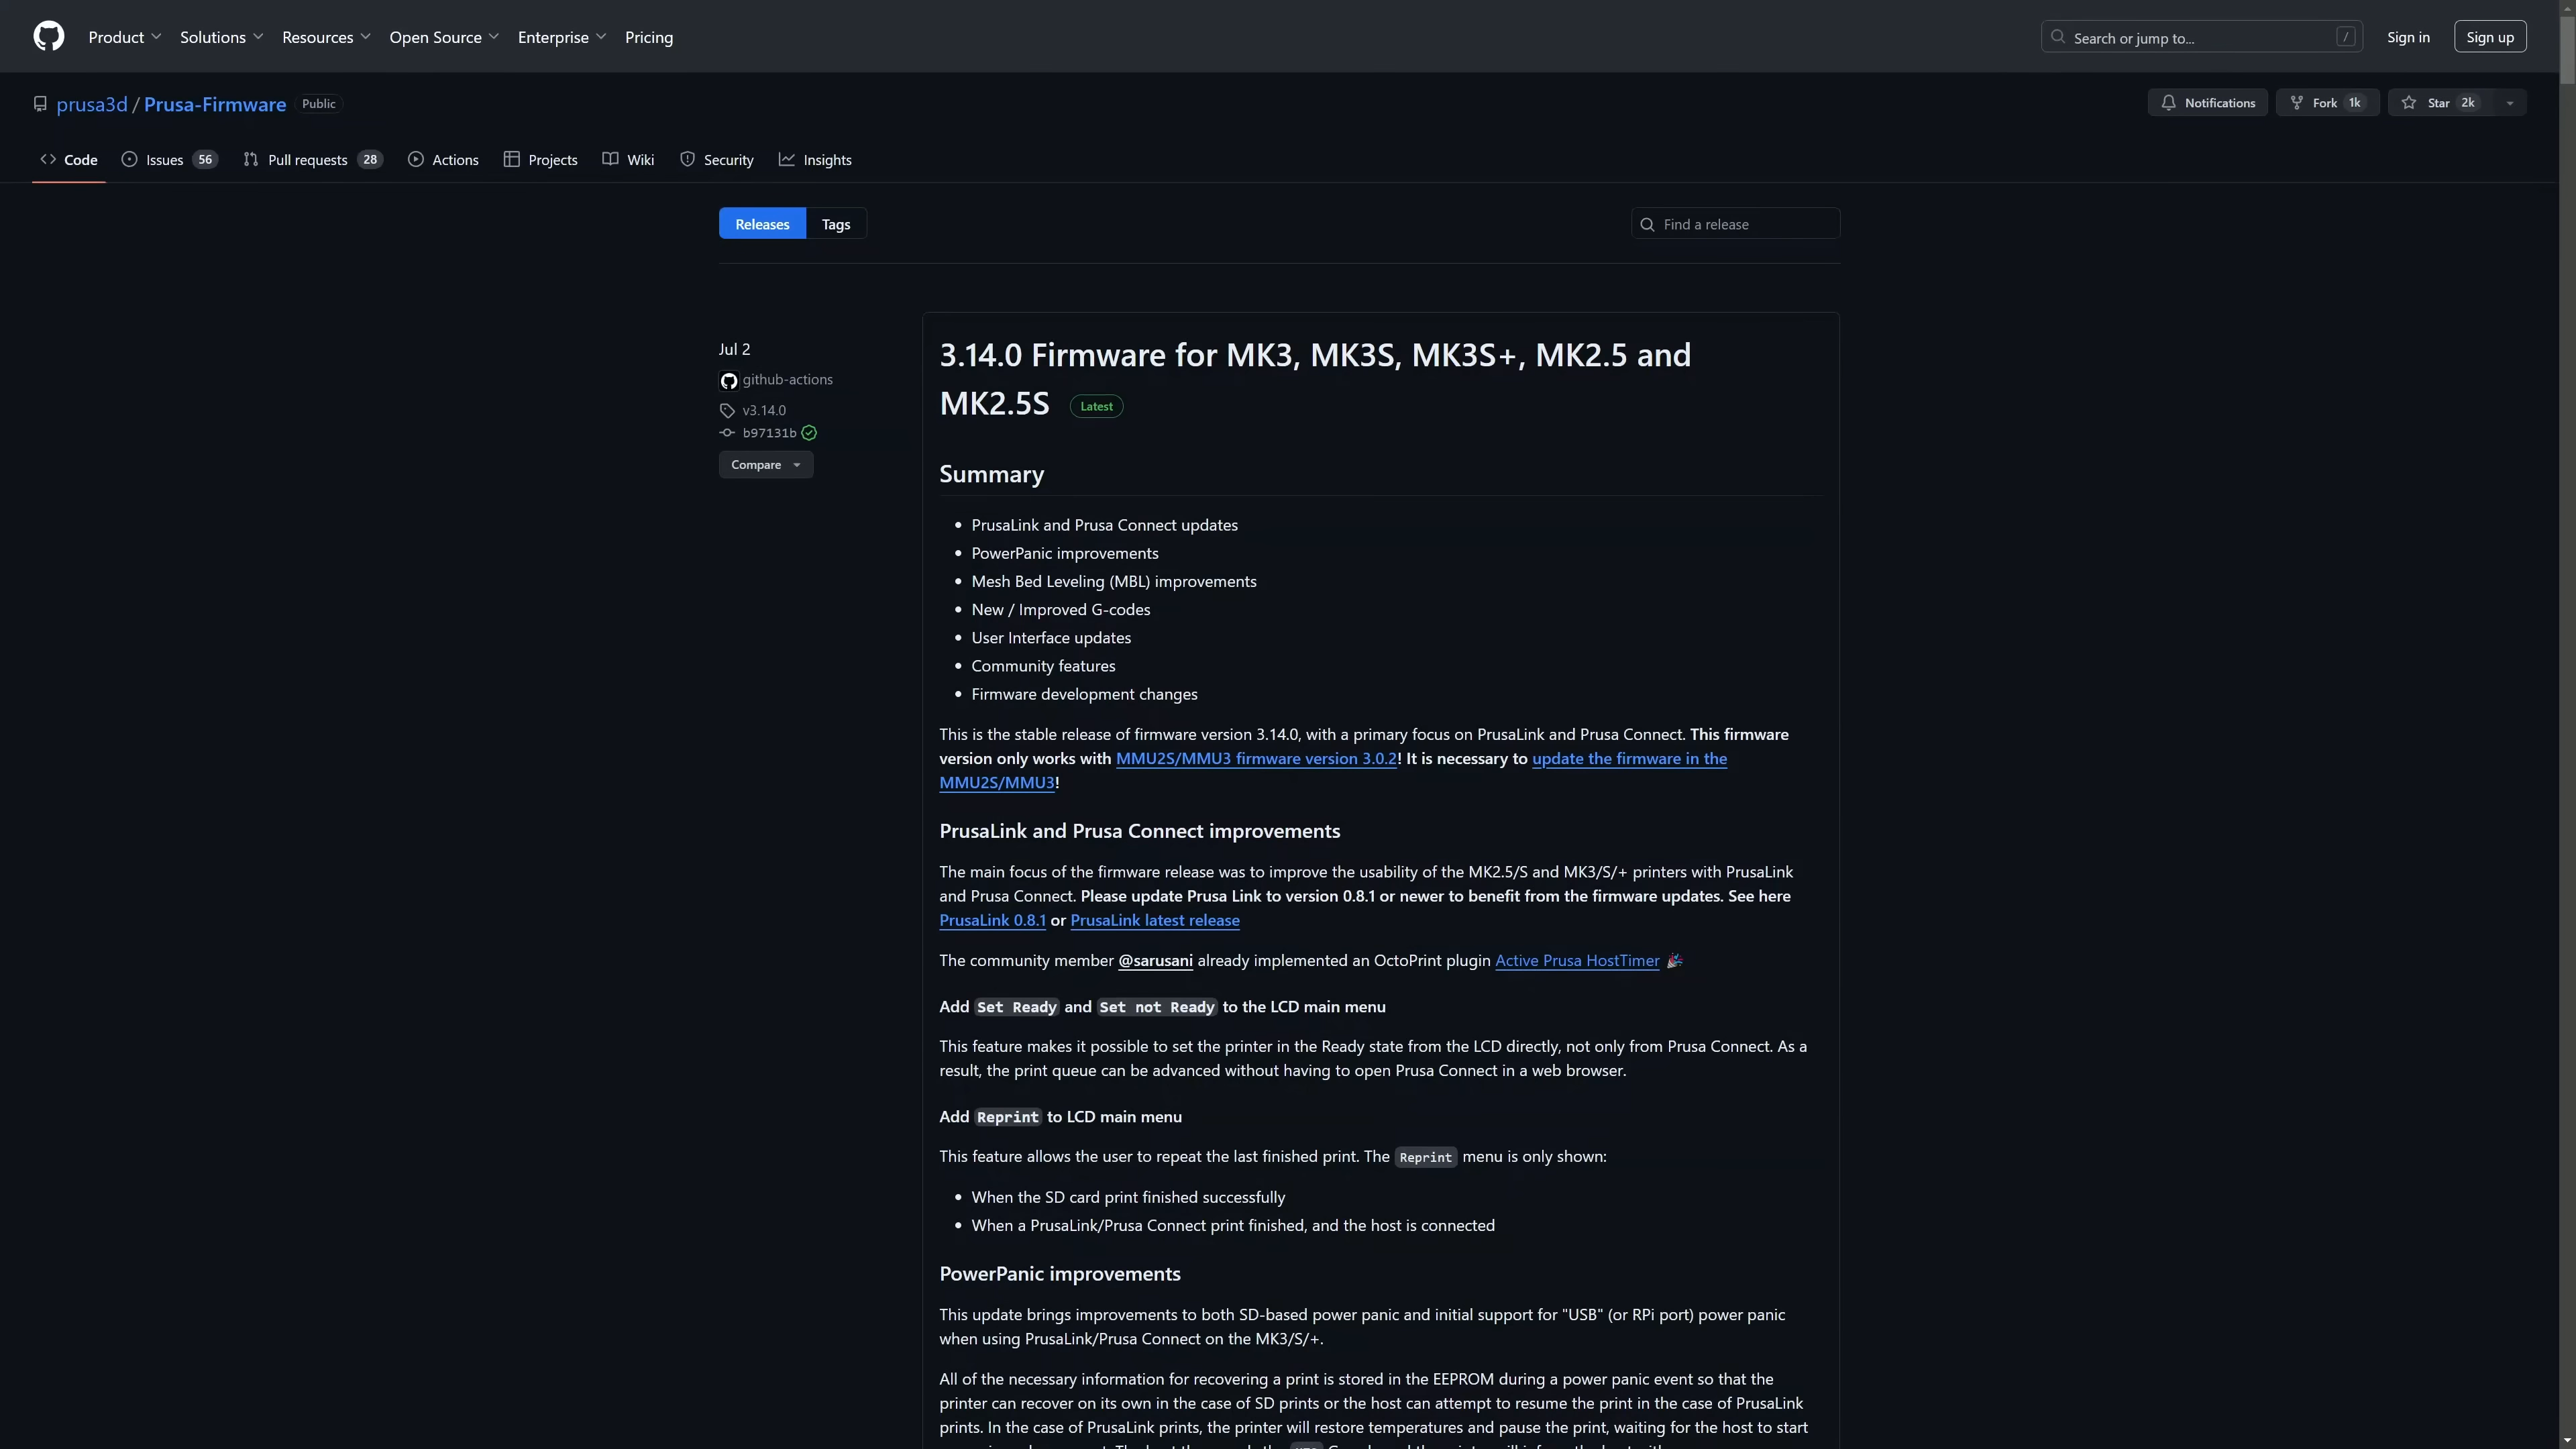 Product
Solutions
Resources
Open Source
Enterprise
Pricing
Search or jump to...
/
Sign in
Sign up
prusa3d / Prusa-Firmware Public
Notifications
Fork 1k
Star 2k
Code
Issues 56
Pull requests 28
Actions
Projects
Wiki
Security
Insights
Releases
Tags
Find a release
Jul 2
github-actions
v3.14.0
b97131b
Compare
3.14.0 Firmware for MK3, MK3S, MK3S+, MK2.5 and
MK2.5S Latest
Summary
• PrusaLink and Prusa Connect updates
• PowerPanic improvements
• Mesh Bed Leveling (MBL) improvements
• New / Improved G-codes
• User Interface updates
• Community features
• Firmware development changes
This is the stable release of firmware version 3.14.0, with a primary focus on PrusaLink and Prusa Connect. This firmware
version only works with MMU2S/MMU3 firmware version 3.0.2! It is necessary to update the firmware in the
MMU2S/MMU3!
PrusaLink and Prusa Connect improvements
The main focus of the firmware release was to improve the usability of the MK2.5/S and MK3/S/+ printers with PrusaLink
and Prusa Connect. Please update Prusa Link to version 0.8.1 or newer to benefit from the firmware updates. See here
PrusaLink 0.8.1 or PrusaLink latest release
The community member @sarusani already implemented an OctoPrint plugin Active Prusa HostTimer 🎉
Add Set Ready and Set not Ready to the LCD main menu
This feature makes it possible to set the printer in the Ready state from the LCD directly, not only from Prusa Connect. As a
result, the print queue can be advanced without having to open Prusa Connect in a web browser.
Add Reprint to LCD main menu
This feature allows the user to repeat the last finished print. The Reprint menu is only shown:
• When the SD card print finished successfully
• When a PrusaLink/Prusa Connect print finished, and the host is connected
PowerPanic improvements
This update brings improvements to both SD-based power panic and initial support for "USB" (or RPi port) power panic
when using PrusaLink/Prusa Connect on the MK3/S/+.
All of the necessary information for recovering a print is stored in the EEPROM during a power panic event so that the
printer can recover on its own in the case of SD prints or the host can attempt to resume the print in the case of PrusaLink
prints. In the case of PrusaLink prints, the printer will restore temperatures and pause the print, waiting for the host to start